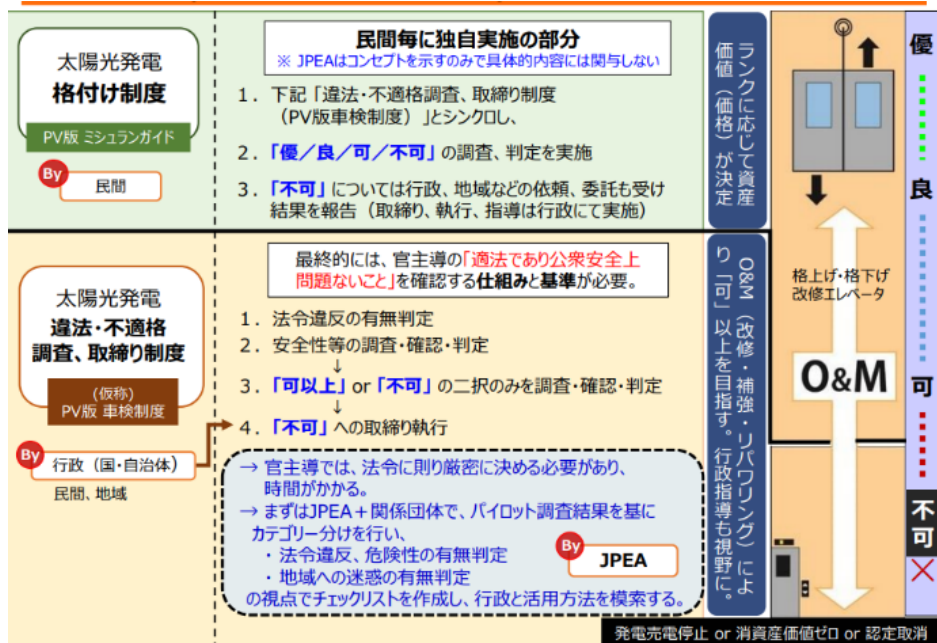 太陽光発電
格付け制度
PV版 ミシュランガイド
By
民間
民間毎に独自実施の部分
※ JPEAはコンセプトを示すのみで具体的内容には関与しない
1. 下記「違法・不適格調査、取締り制度
（PV版車検制度）」とシンクロし、
2. 「優／良／可／不可」の調査、判定を実施
3. 「不可」については行政、地域などの依頼、委託も受け
結果を報告（取締り、執行、指導は行政にて実施）
ランクに応じて資産
価値（価格）が決定
太陽光発電
違法・不適格
調査、取締り制度
（仮称）
PV版 車検制度
By
行政（国・自治体）
民間、地域
最終的には、官主導の「適法であり公衆安全上
問題ないこと」を確認する仕組みと基準が必要。
1. 法令違反の有無判定
2. 安全性等の調査・確認・判定
↓
3. 「可以上」or「不可」の二択のみを調査・確認・判定
↓
4. 「不可」への取締り執行
→ 官主導では、法令に則り厳密に決める必要があり、
時間がかかる。
→ まずはJPEA＋関係団体で、パイロット調査結果を基に
カテゴリー分けを行い、
・ 法令違反、危険性の有無判定
・ 地域への迷惑の有無判定
の視点でチェックリストを作成し、行政と活用方法を模索する。
By
JPEA
O&M（改修・補強・リパワリング）によ
り「可」以上を目指す。行政指導も視野に。
格上げ・格下げ
改修エレベータ
O&M
優
良
可
不可
発電売電停止 or 消資産価値ゼロ or 認定取消